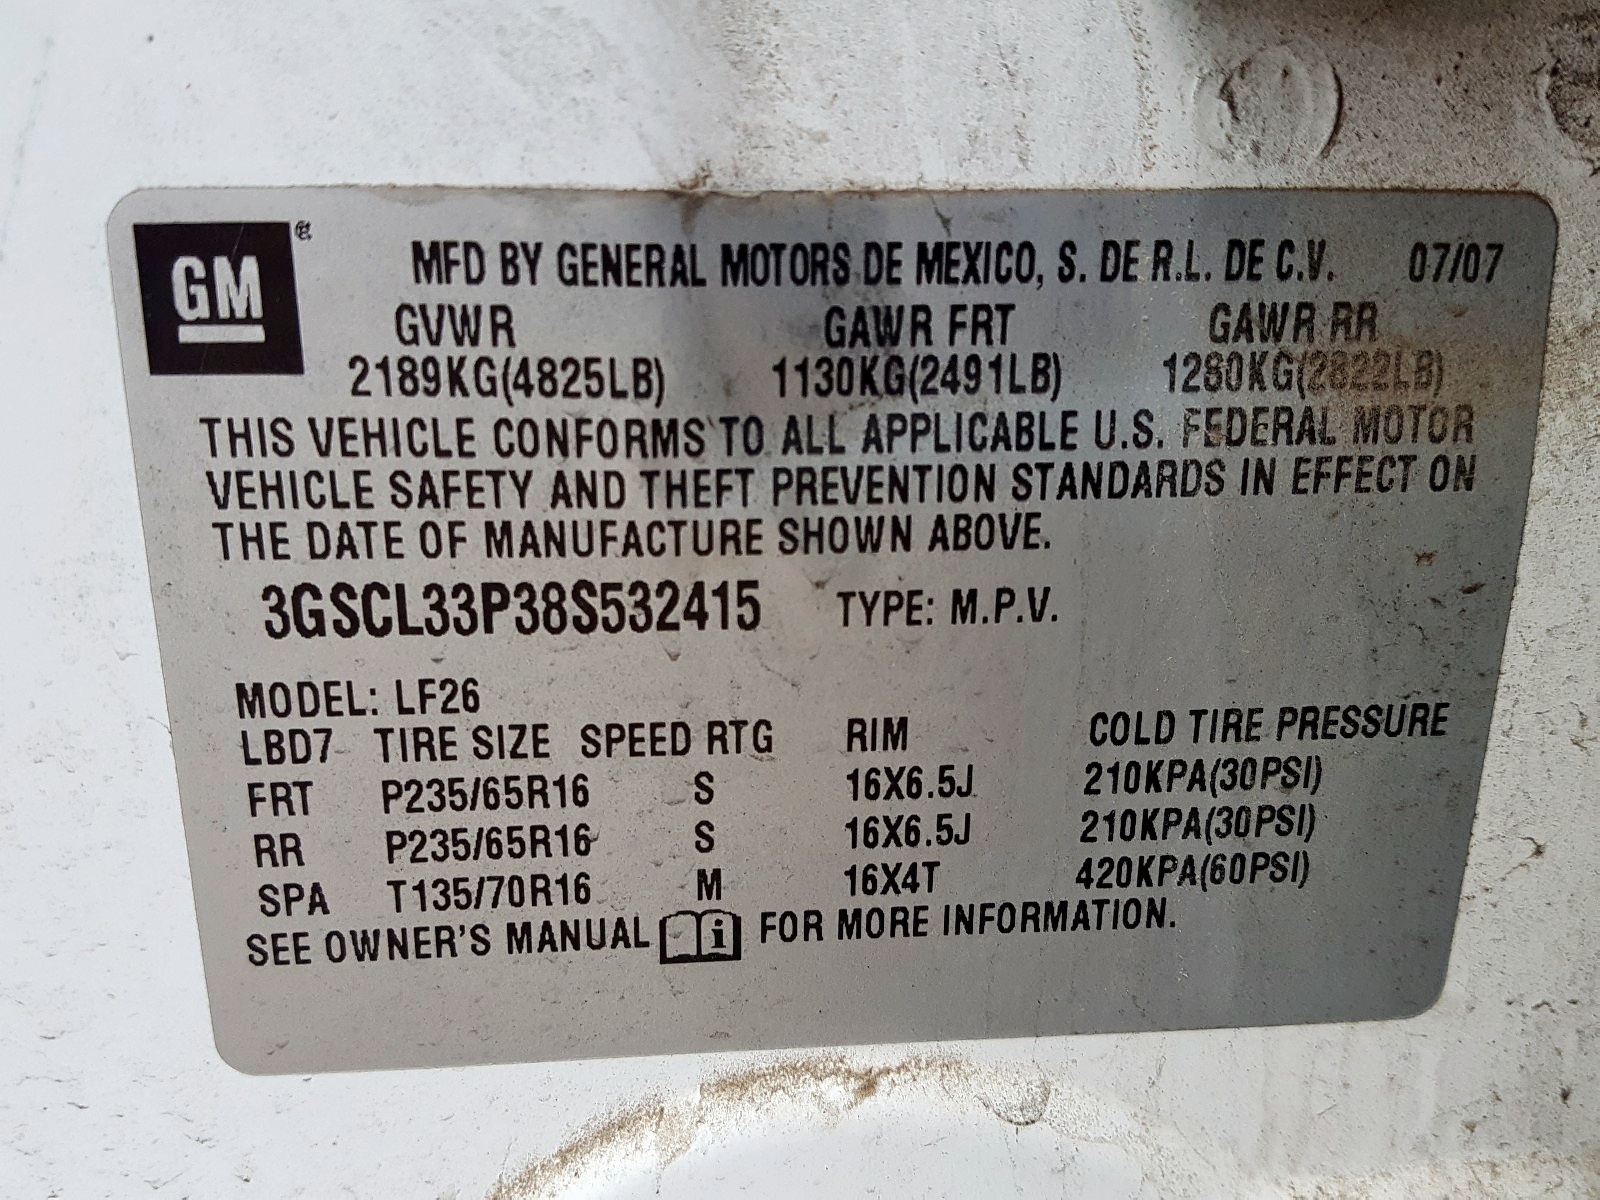 GM ® MFD BY GENERAL MOTORS DE MEXICO, S. DE R.L. DE C.V. 07/07
GVWR GAWR FRT GAWR RR
2189KG(4825LB) 1130KG(2491LB) 1280KG(2822LB)
THIS VEHICLE CONFORMS TO ALL APPLICABLE U.S. FEDERAL MOTOR
VEHICLE SAFETY AND THEFT PREVENTION STANDARDS IN EFFECT ON
THE DATE OF MANUFACTURE SHOWN ABOVE.
3GSCL33P38S532415 TYPE: M.P.V.
MODEL: LF26
LBD7 TIRE SIZE SPEED RTG RIM COLD TIRE PRESSURE
FRT P235/65R16 S 16X6.5J 210KPA(30PSI)
RR P235/65R16 S 16X6.5J 210KPA(30PSI)
SPA T135/70R16 M 16X4T 420KPA(60PSI)
SEE OWNER'S MANUAL i FOR MORE INFORMATION.